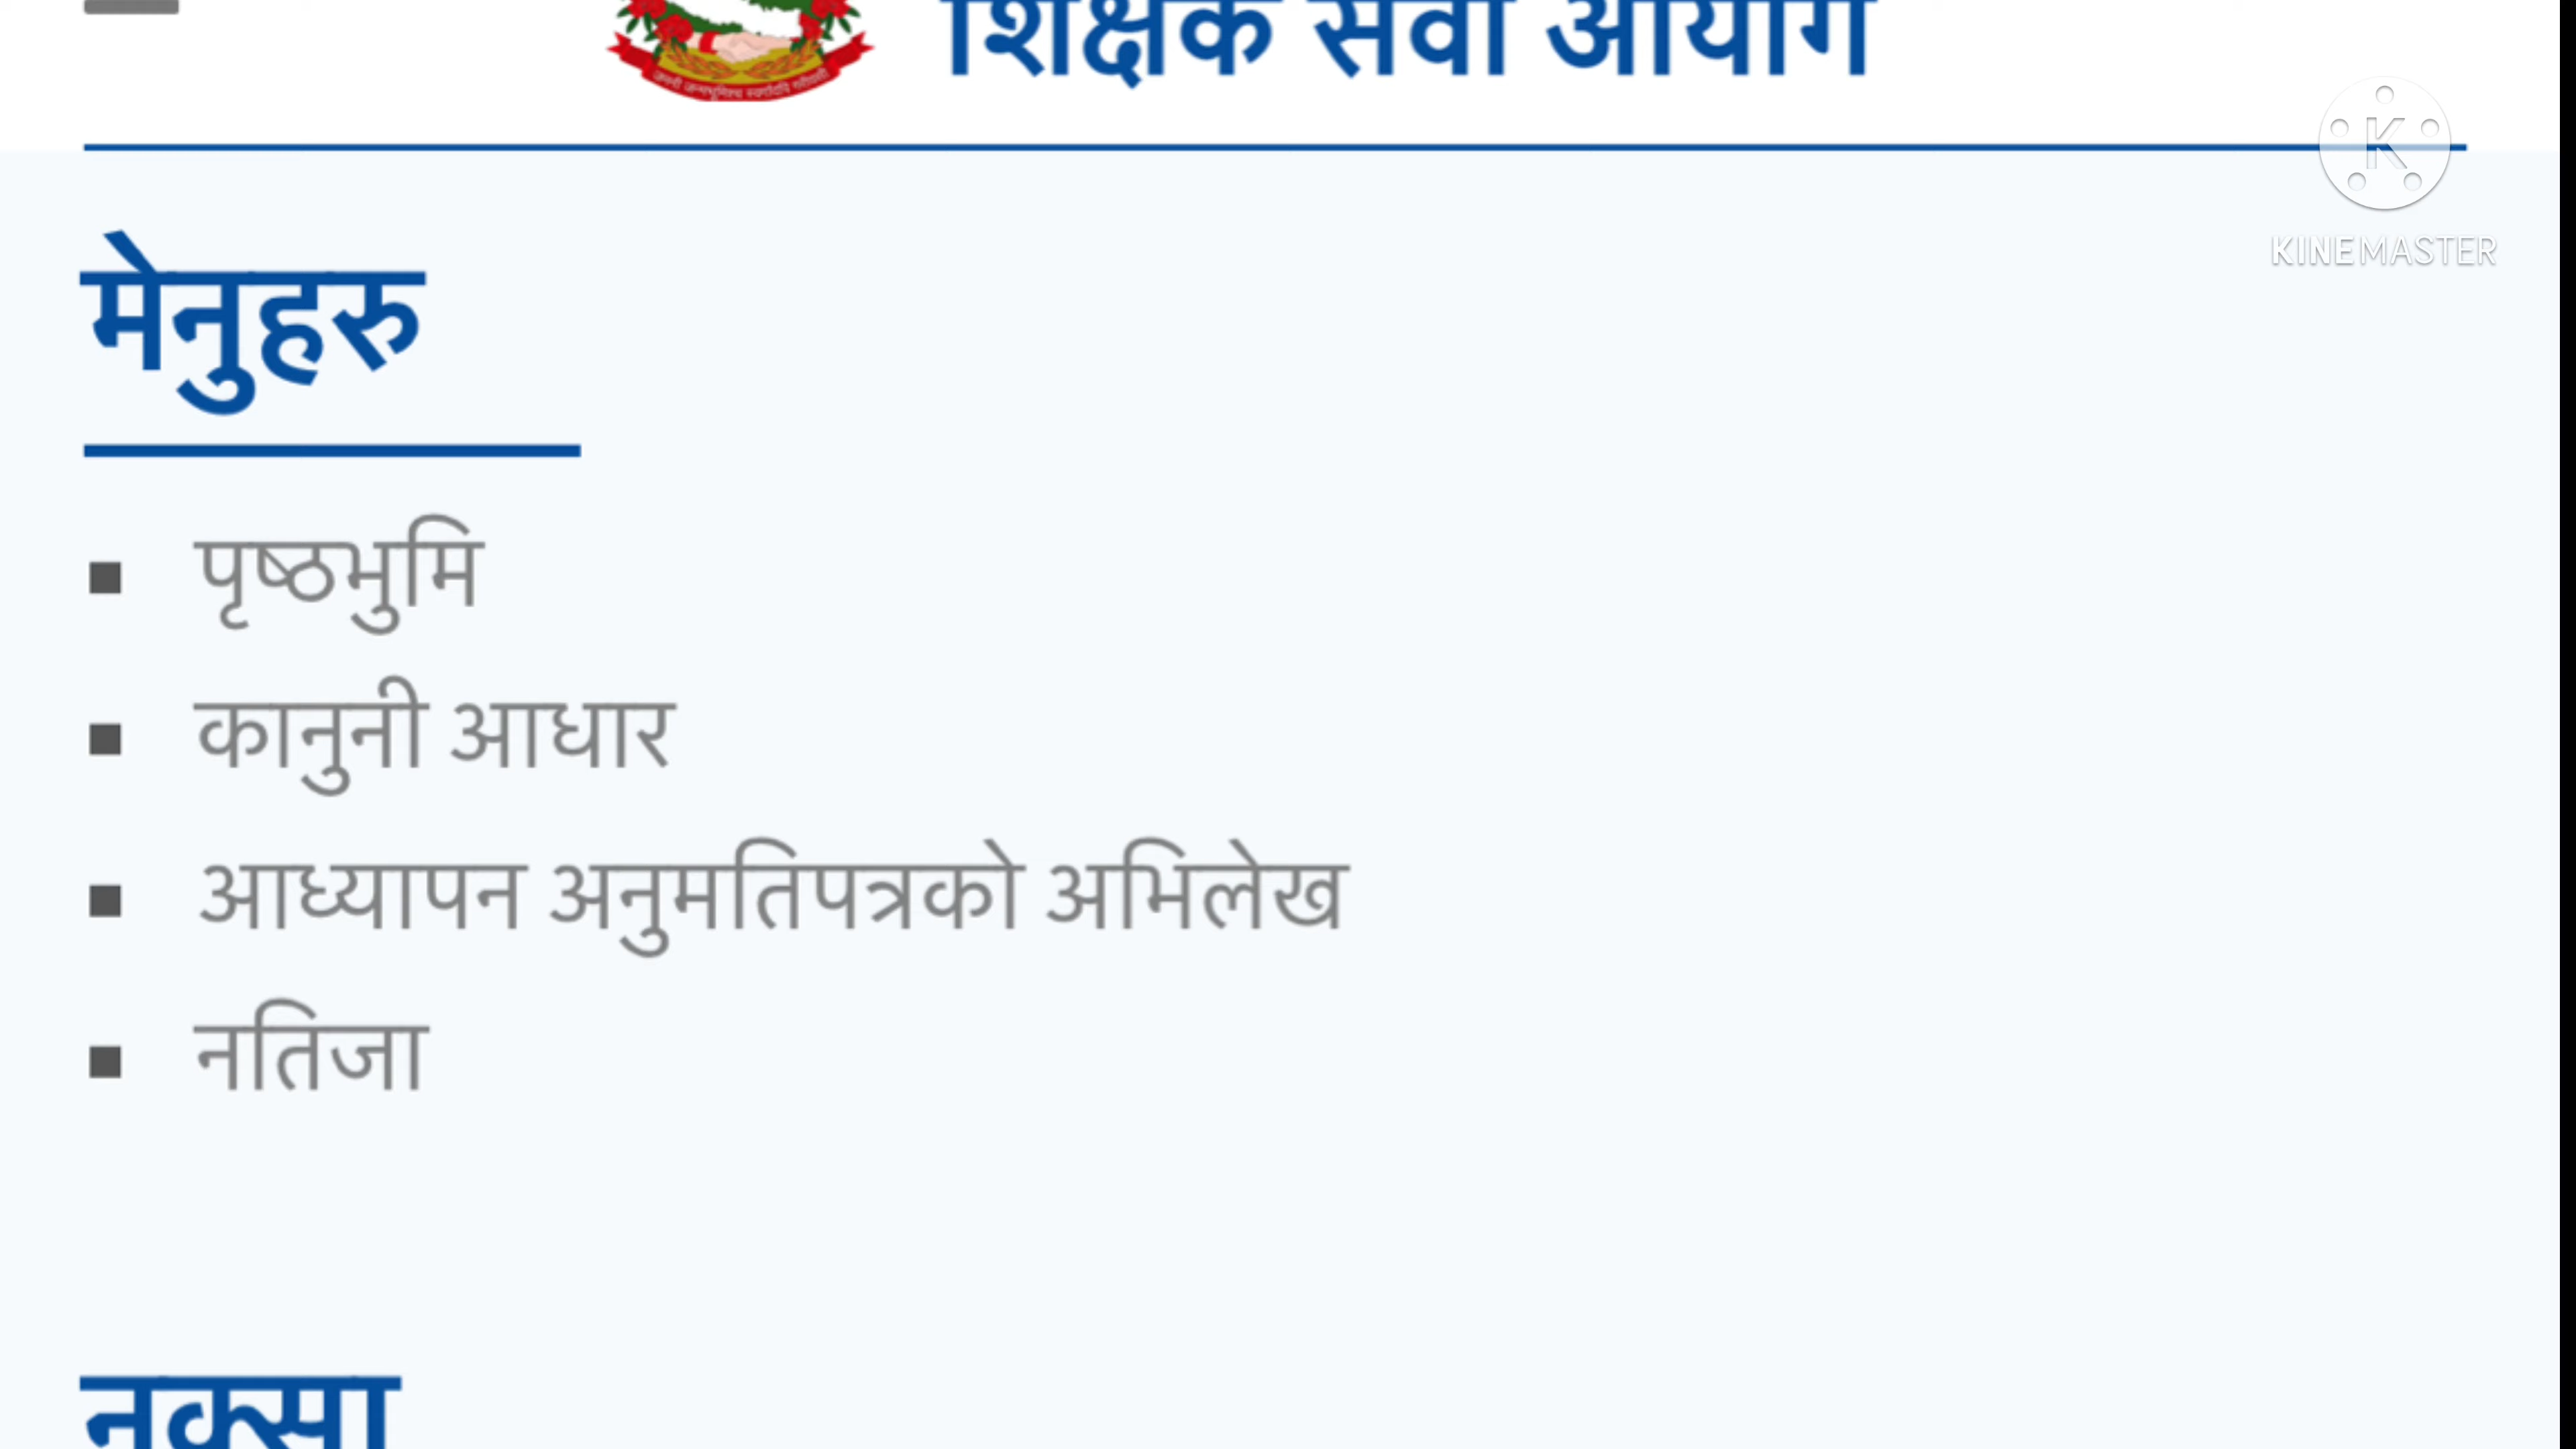 शिक्षक सेवा आयोग
KINEMASTER
मेनुहरु
पृष्ठभुमि
कानुनी आधार
आध्यापन अनुमतिपत्रको अभिलेख
नतिजा
नक्सा